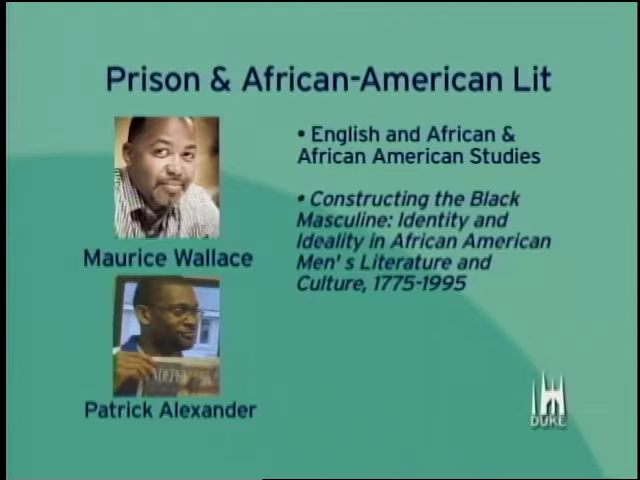 Prison & African-American Lit
• English and African &
African American Studies
• Constructing the Black
Masculine: Identity and
Ideality in African American
Men' s Literature and
Culture, 1775-1995
Maurice Wallace
Patrick Alexander
DUKE